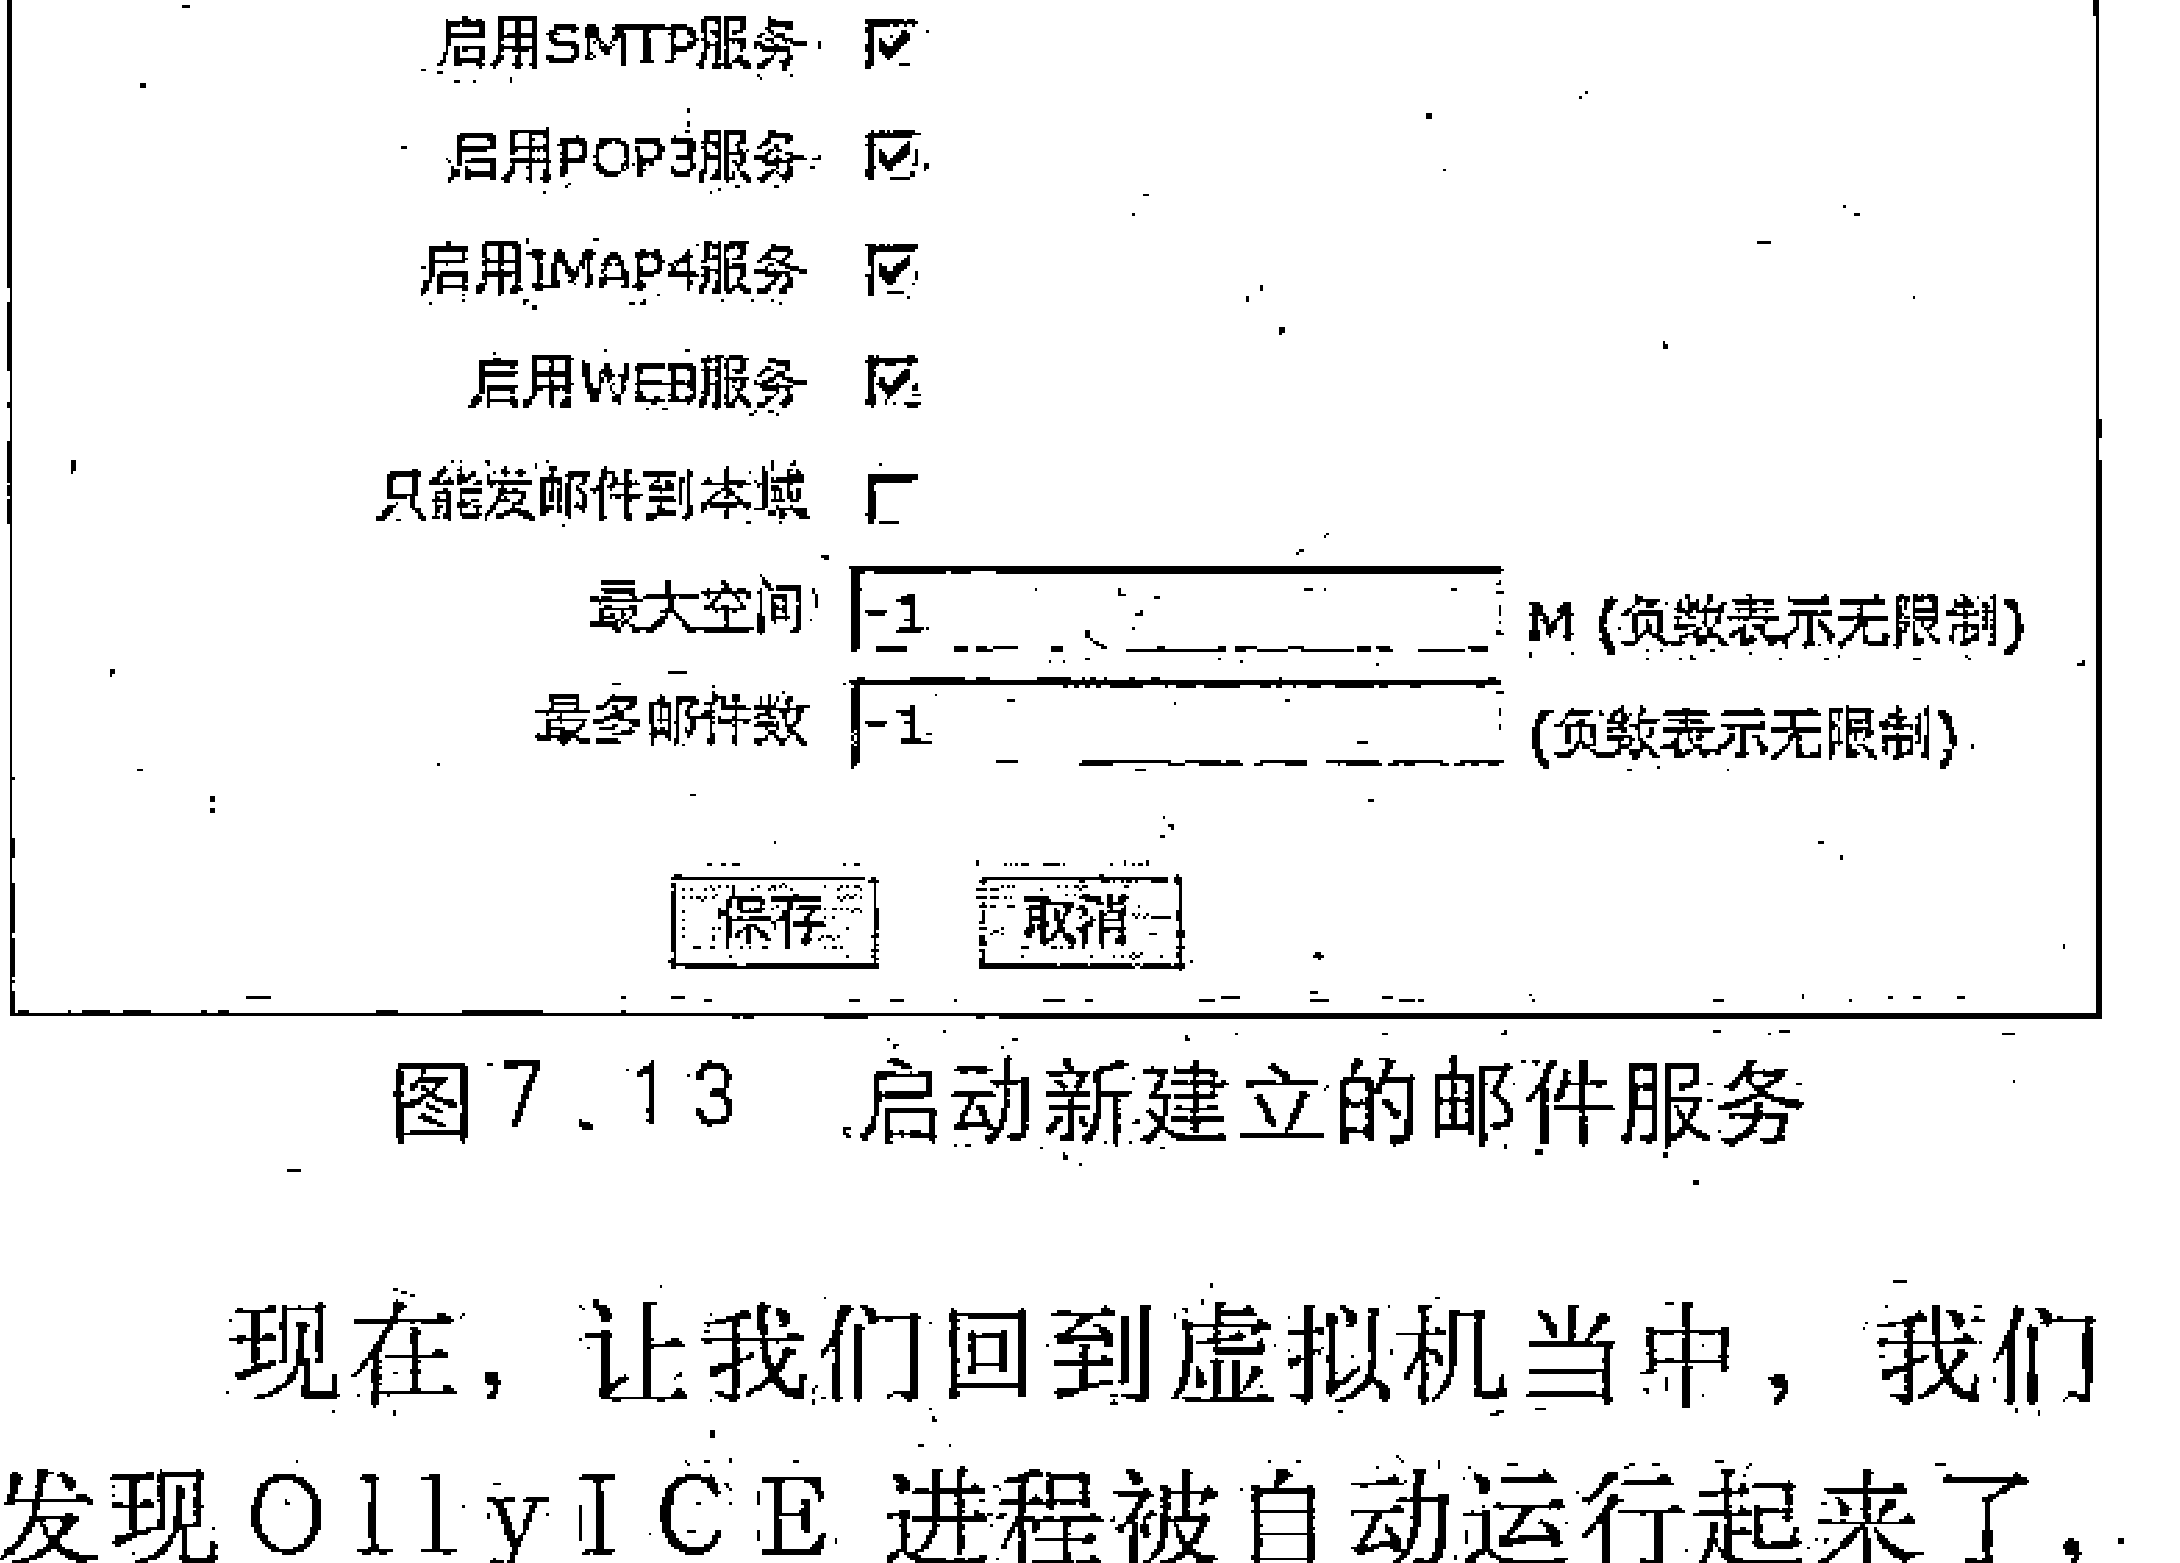 启用SMTP服务
启用POP3服务
启用IMAP4服务
启用WEB服务
只能发邮件到本域
最大空间 -1 M (负数表示无限制)
最多邮件数 -1 (负数表示无限制)
保存 取消
图7.13 启动新建立的邮件服务
现在，让我们回到虚拟机当中，我们
发现OllyICE 进程被自动运行起来了，